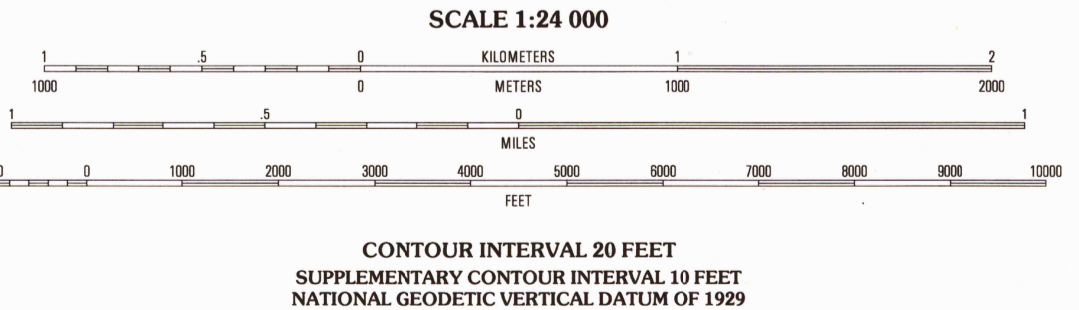 SCALE 1:24 000
1 .5 0 KILOMETERS 1 2
1000 0 METERS 1000 2000
1 .5 0 1
MILES
0 1000 2000 3000 4000 5000 6000 7000 8000 9000 10000
FEET
CONTOUR INTERVAL 20 FEET
SUPPLEMENTARY CONTOUR INTERVAL 10 FEET
NATIONAL GEODETIC VERTICAL DATUM OF 1929